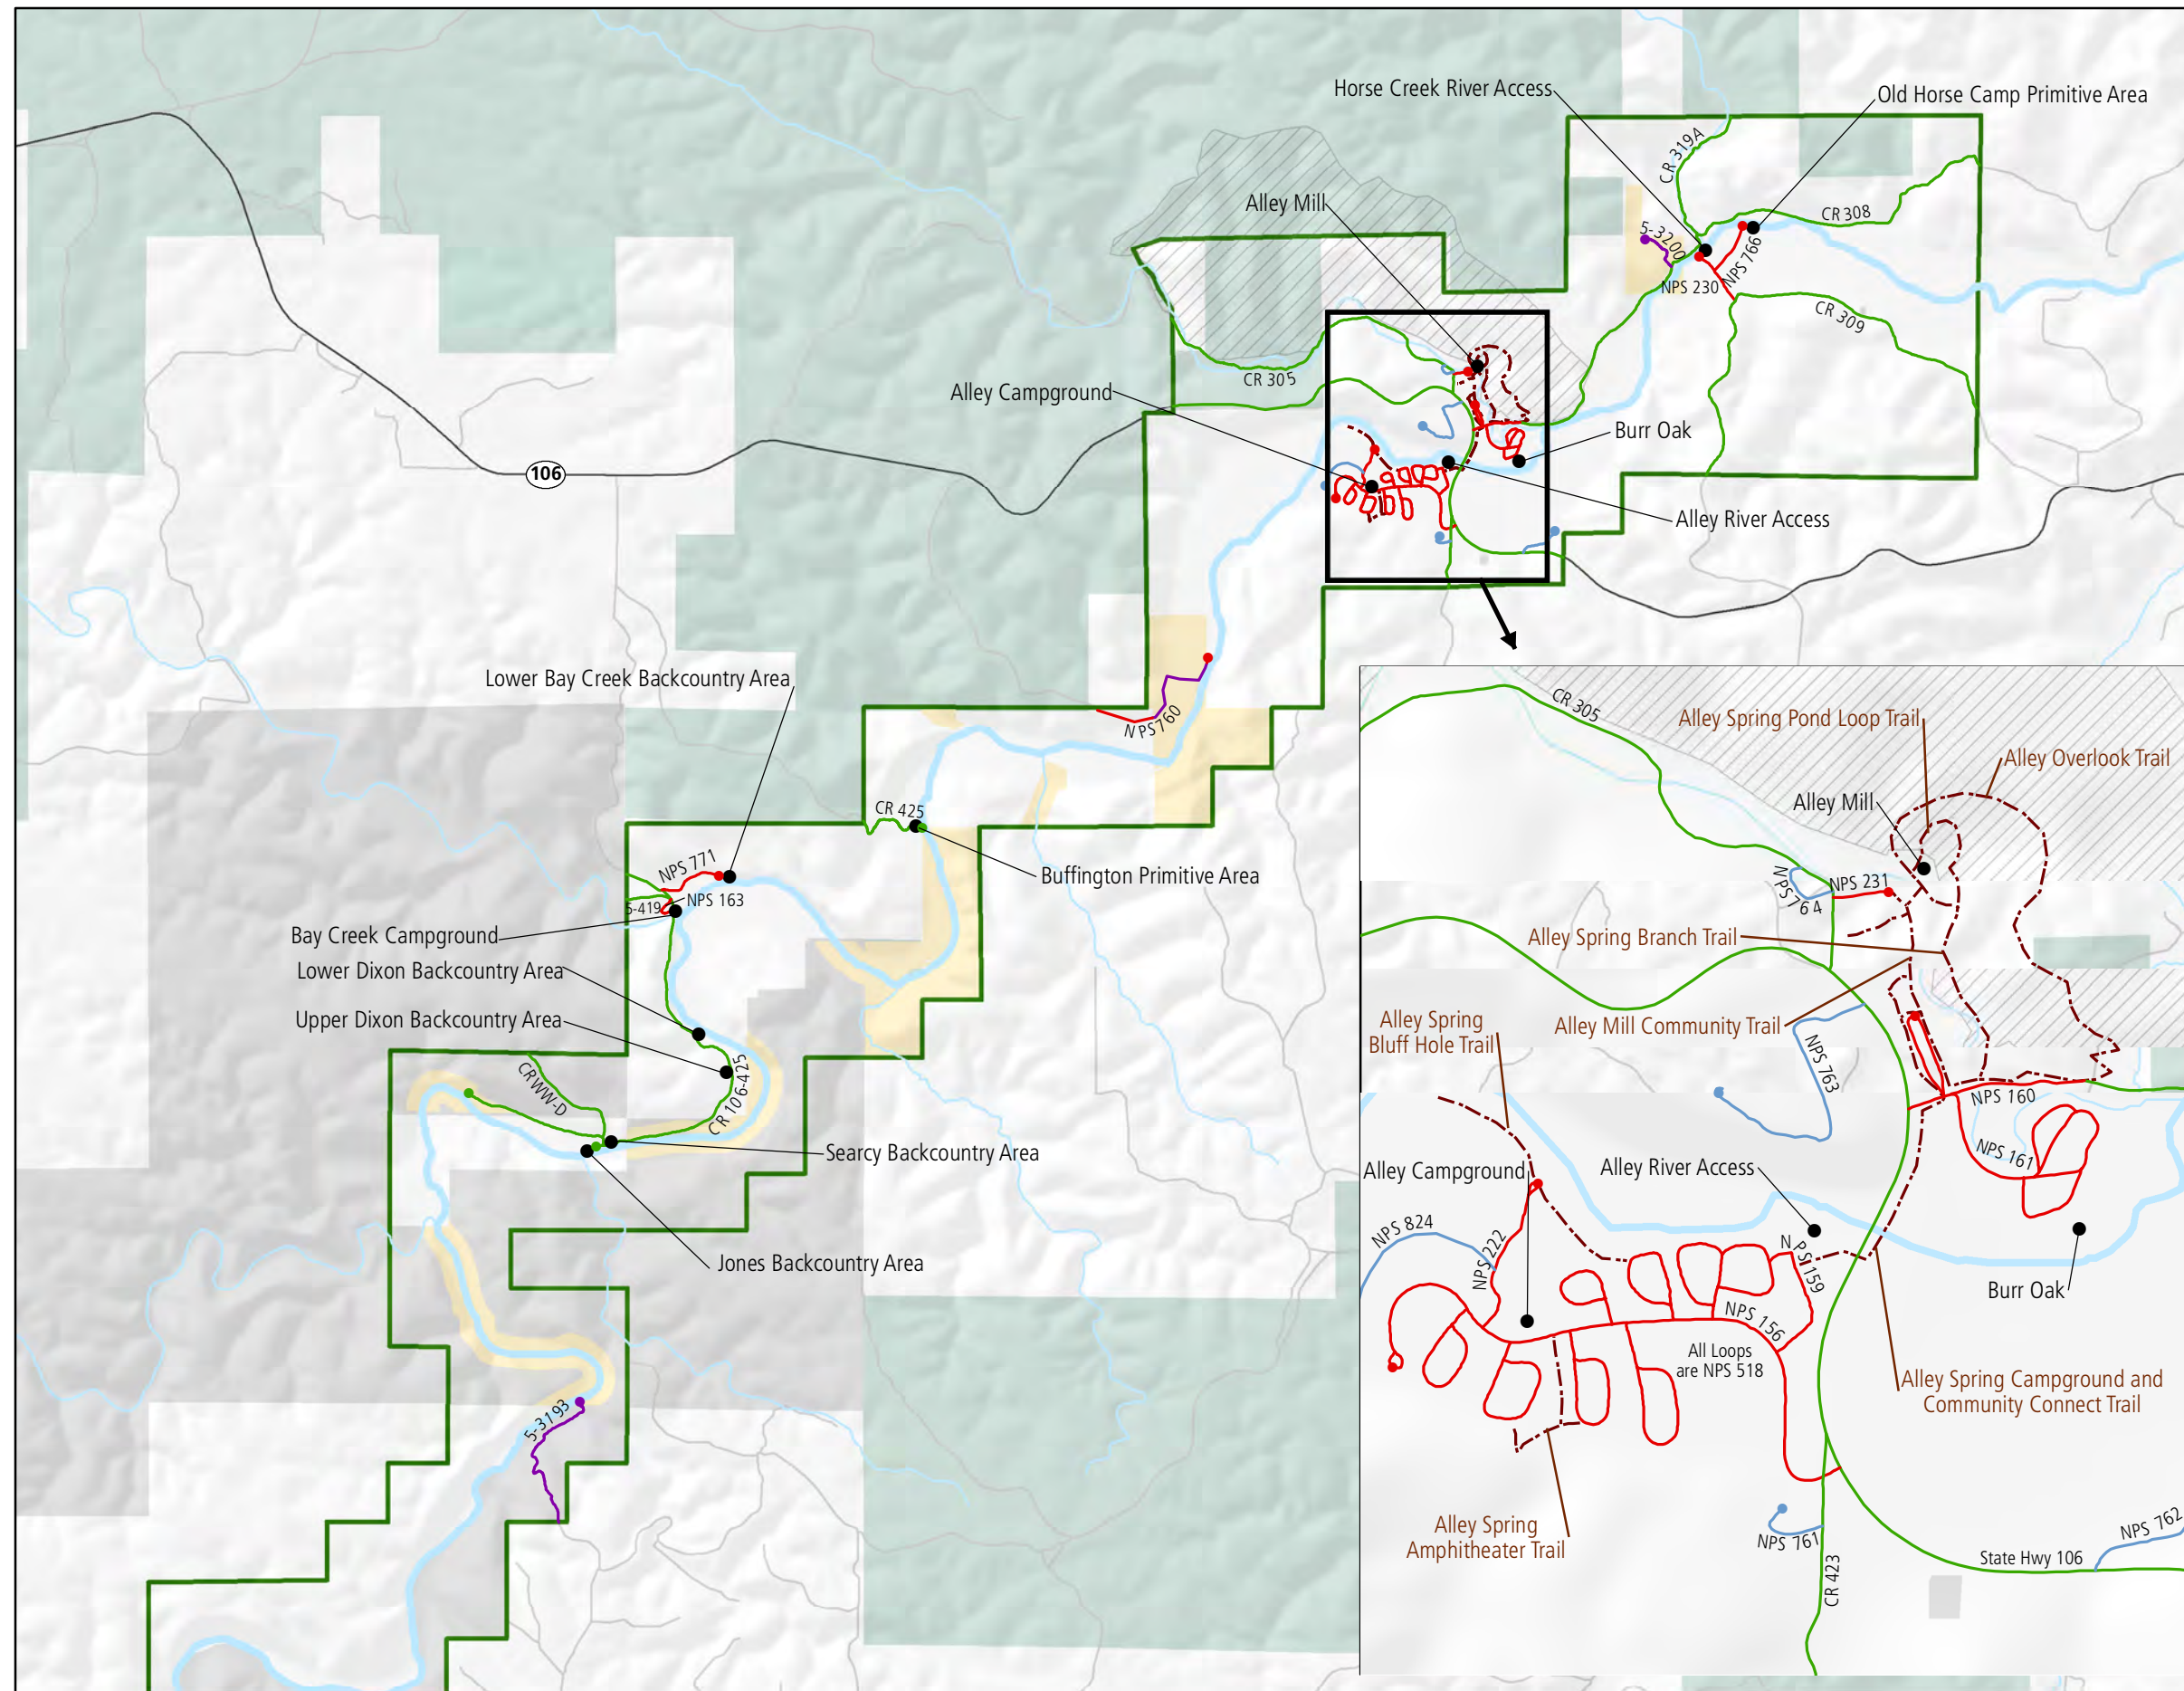 Horse Creek River Access
Old Horse Camp Primitive Area
CR 319A
Alley Mill
CR 308
5-3200
NPS 766
NPS 230
CR 309
CR 305
Alley Campground
Burr Oak
106
Alley River Access
Lower Bay Creek Backcountry Area
NPS760
CR 425
NPS 771
Buffington Primitive Area
5-419
NPS 163
Bay Creek Campground
Lower Dixon Backcountry Area
Upper Dixon Backcountry Area
CRWW-D
CR 106-425
Searcy Backcountry Area
Jones Backcountry Area
5-3193
CR 305
Alley Spring Pond Loop Trail
Alley Overlook Trail
Alley Mill
NPS 764
NPS 231
Alley Spring Branch Trail
Alley Spring
Bluff Hole Trail
Alley Mill Community Trail
NPS 763
NPS 160
NPS 161
Alley Campground
Alley River Access
NPS 824
NPS 222
NPS 159
Burr Oak
NPS 156
All Loops
are NPS 518
Alley Spring Campground and
Community Connect Trail
Alley Spring
Amphitheater Trail
NPS 761
NPS 762
State Hwy 106
CR 423